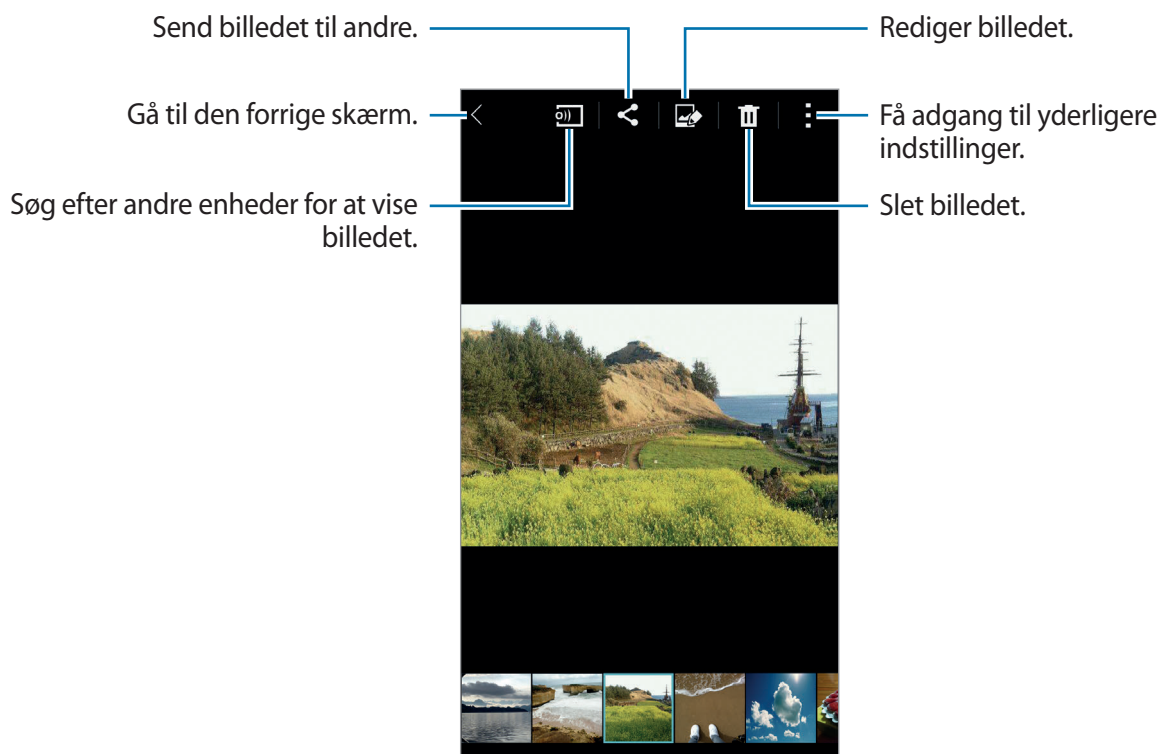 Send billedet til andre.
Rediger billedet.
Gå til den forrige skærm.
Få adgang til yderligere
indstillinger.
Søg efter andre enheder for at vise
billedet.
Slet billedet.